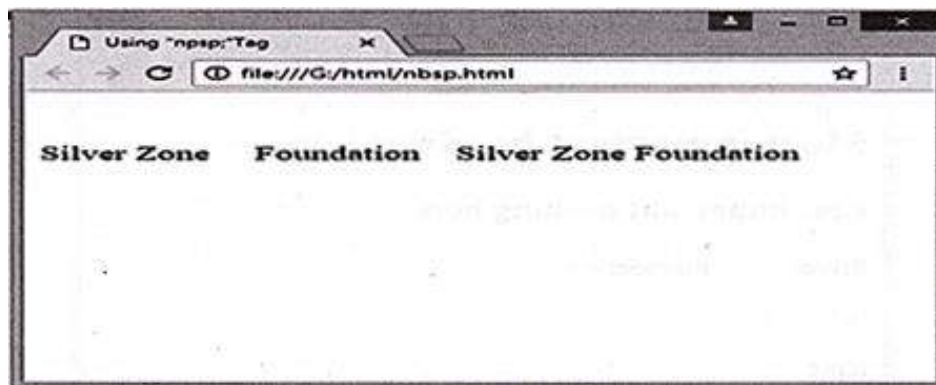 Using "npsp;"Tag
file:///G:/html/nbsp.html
Silver Zone Foundation Silver Zone Foundation